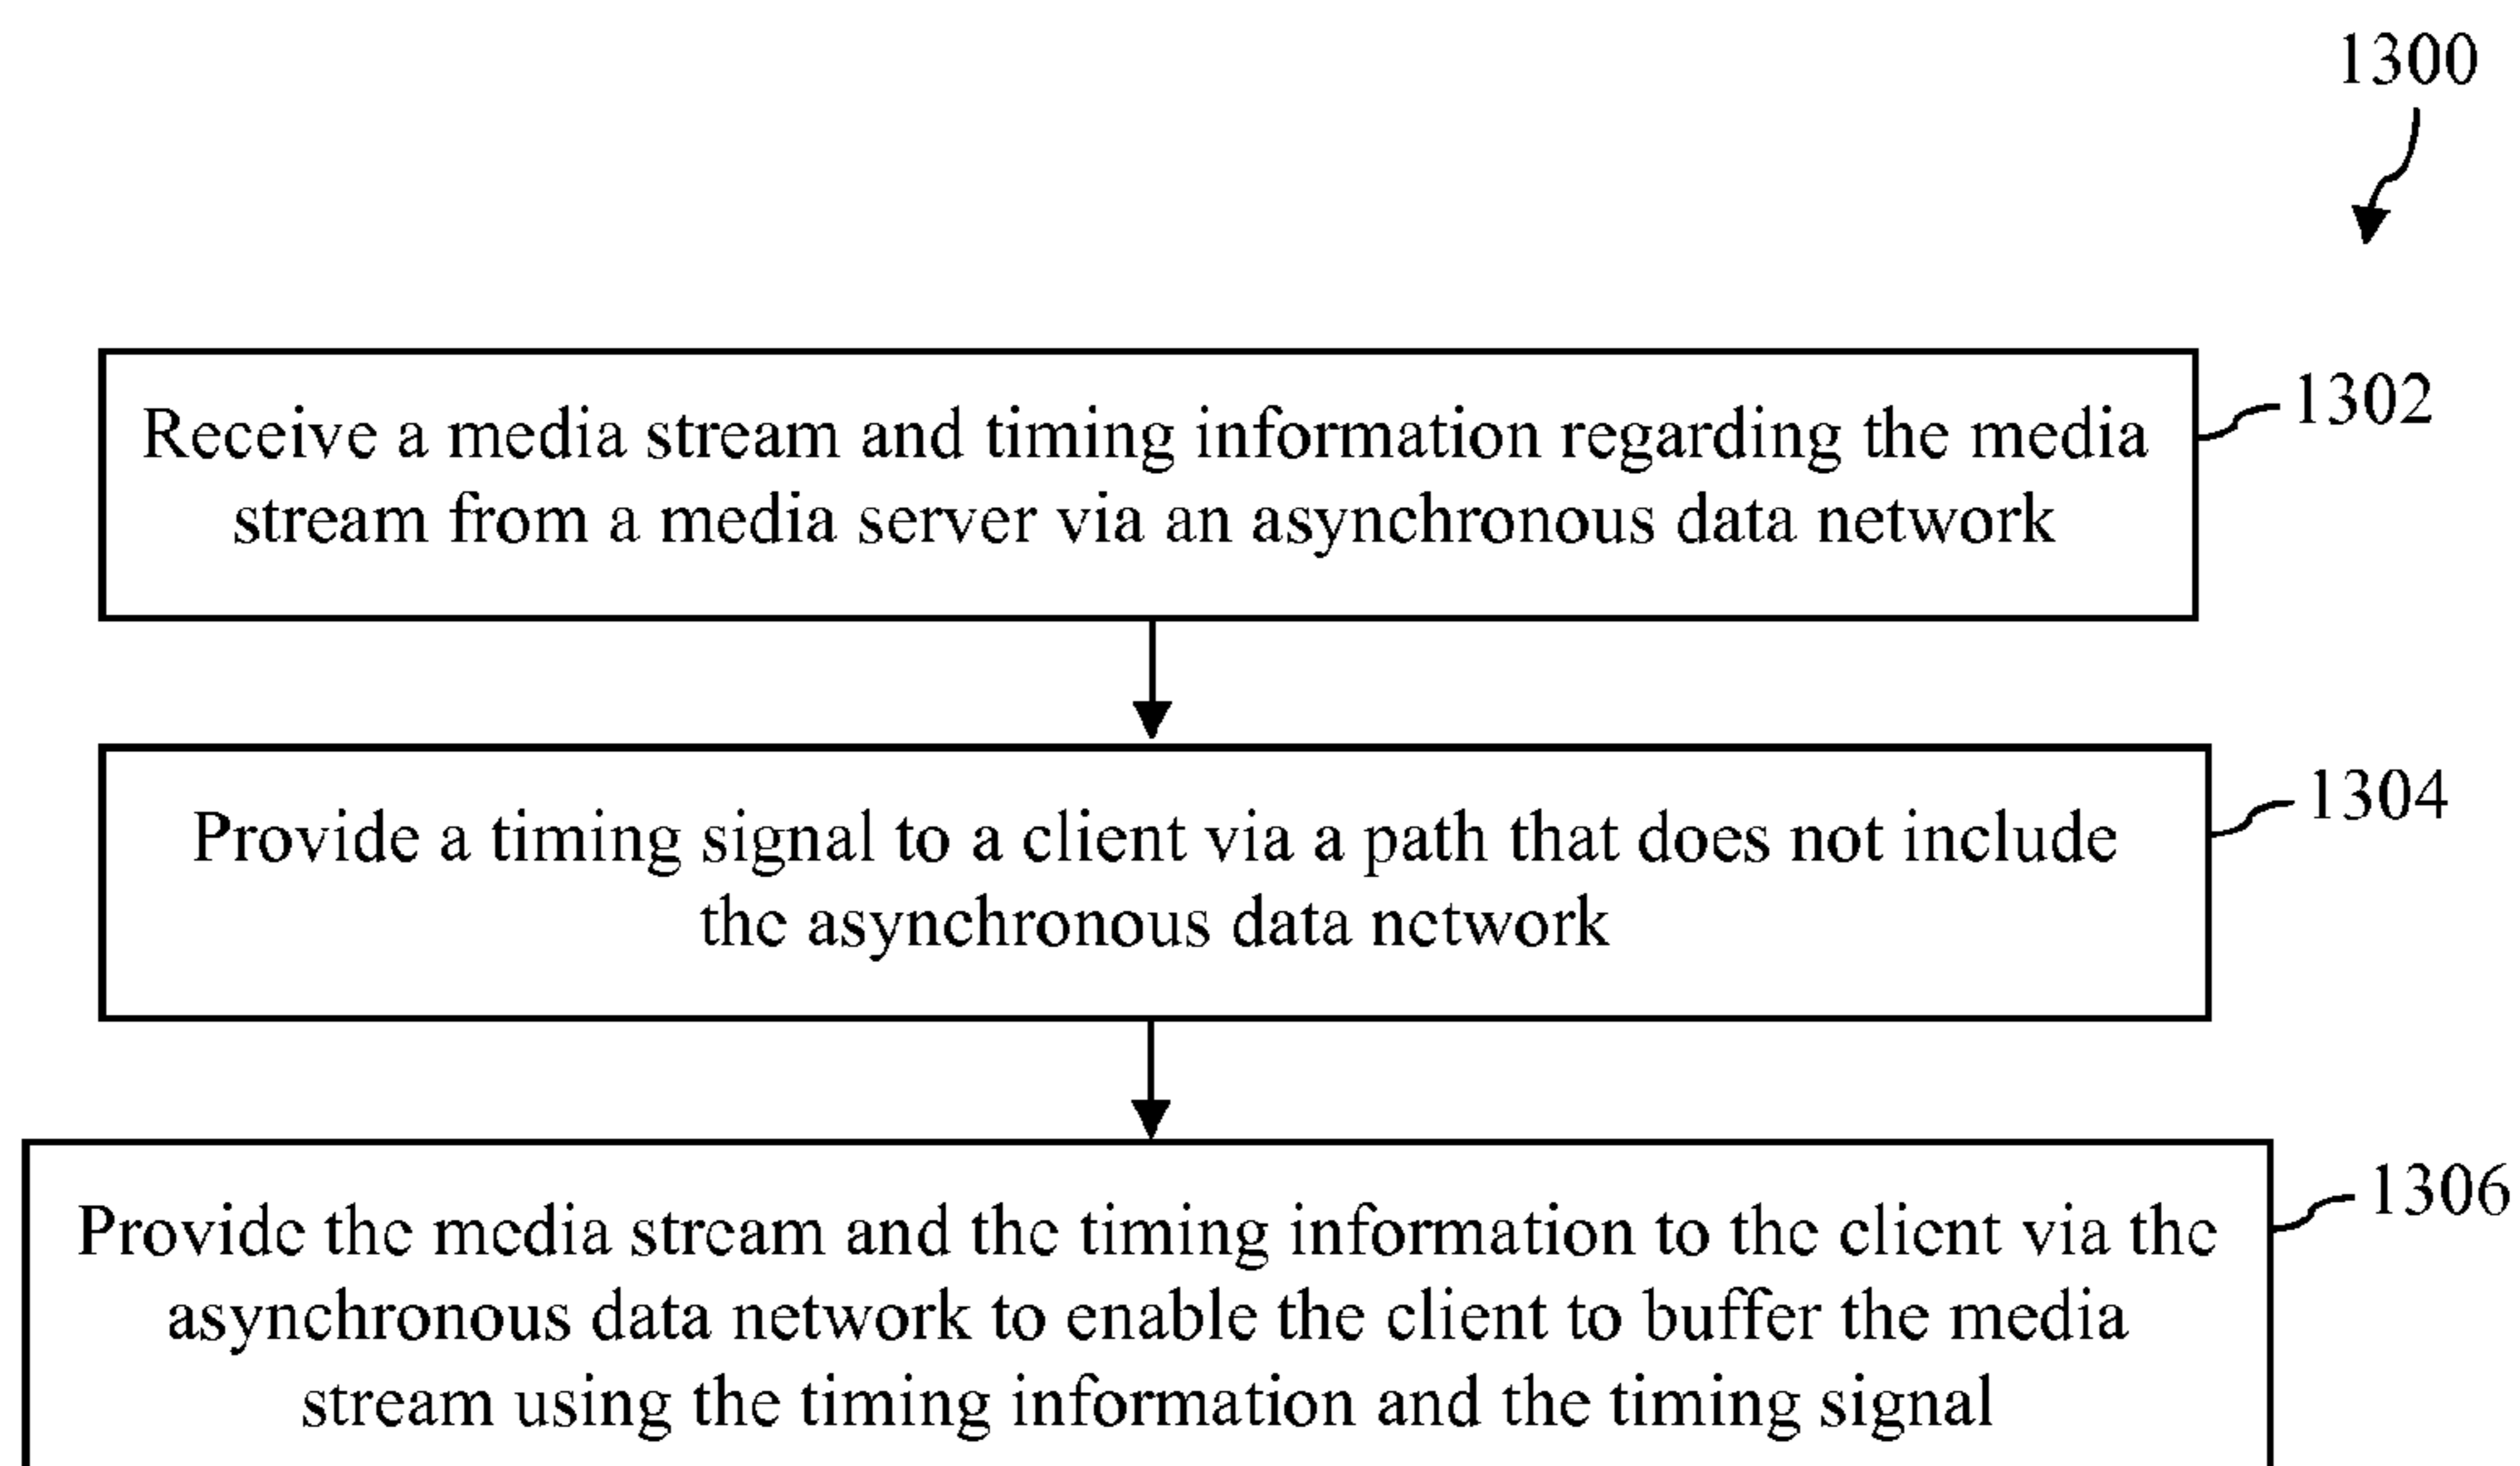 1300
Receive a media stream and timing information regarding the media
1302
stream from a media server via an asynchronous data network
Provide a timing signal to a client via a path that does not include
1304
the asynchronous data network
Provide the media stream and the timing information to the client via the
1306
asynchronous data network to enable the client to buffer the media
stream using the timing information and the timing signal